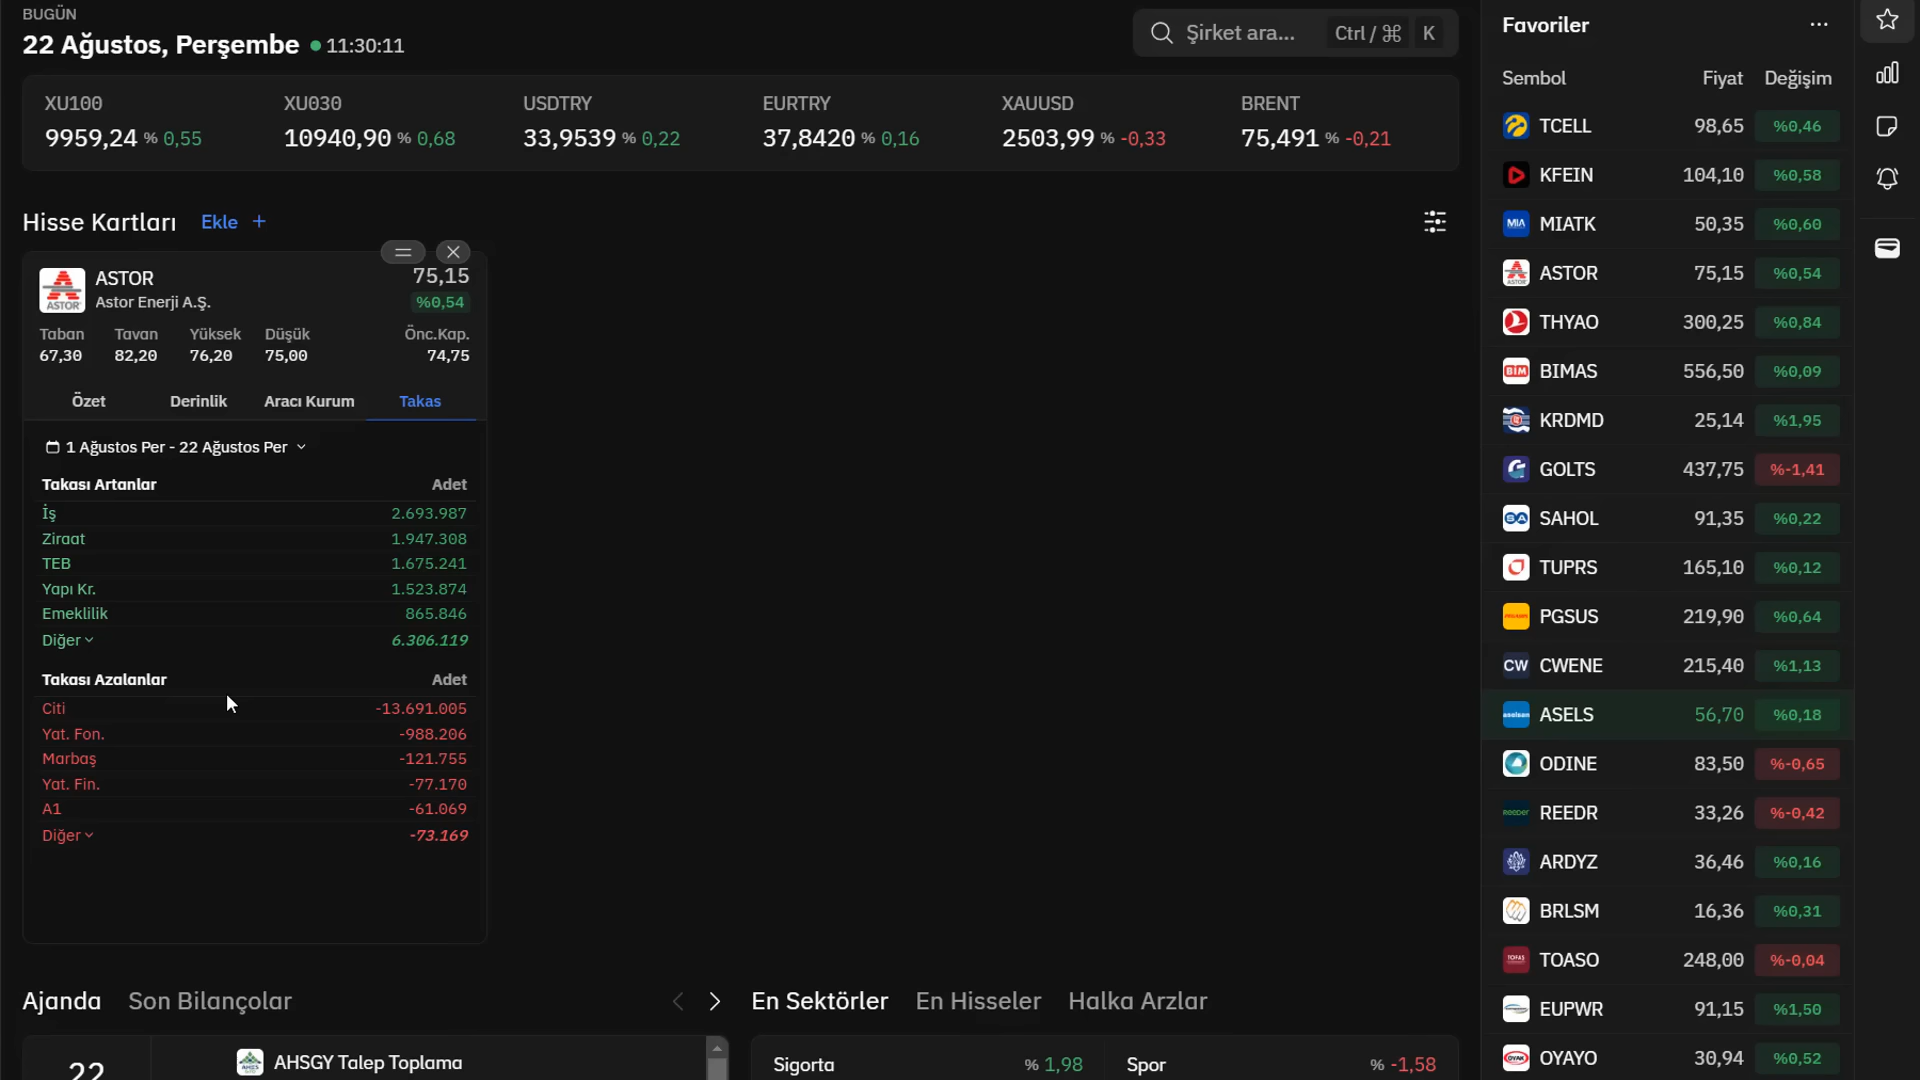 BUGÜN
22 Ağustos, Perşembe 11:30:11
Şirket ara... Ctrl / ⌘ K
XU100 XU030 USDTRY EURTRY XAUUSD BRENT
9959,24 % 0,55 10940,90 % 0,68 33,9539 % 0,22 37,8420 % 0,16 2503,99 % -0,33 75,491 % -0,21
Hisse Kartları Ekle +
ASTOR 75,15
Astor Enerji A.Ş. %0,54
Taban Tavan Yüksek Düşük Önc.Kap.
67,30 82,20 76,20 75,00 74,75
Özet Derinlik Aracı Kurum Takas
1 Ağustos Per - 22 Ağustos Per
Takası Artanlar Adet
İş 2.693.987
Ziraat 1.947.308
TEB 1.675.241
Yapı Kr. 1.523.874
Emeklilik 865.846
Diğer 6.306.119
Takası Azalanlar Adet
Citi -13.691.005
Yat. Fon. -988.206
Marbaş -121.755
Yat. Fin. -77.170
A1 -61.069
Diğer -73.169
Ajanda Son Bilançolar
22 AHSGY Talep Toplama
En Sektörler En Hisseler Halka Arzlar
Sigorta % 1,98 Spor % -1,58
Favoriler ...
Sembol Fiyat Değişim
TCELL 98,65 %0,46
KFEIN 104,10 %0,58
MIA MIATK 50,35 %0,60
ASTOR ASTOR 75,15 %0,54
THYAO 300,25 %0,84
BİM BIMAS 556,50 %0,09
KRDMD 25,14 %1,95
GOLTS 437,75 %-1,41
SA SAHOL 91,35 %0,22
TUPRS 165,10 %0,12
PEGASUS PGSUS 219,90 %0,64
CW CWENE 215,40 %1,13
aselsan ASELS 56,70 %0,18
ODINE 83,50 %-0,65
Reeder REEDR 33,26 %-0,42
ARDYZ 36,46 %0,16
BRLSM 16,36 %0,31
TOFAŞ TOASO 248,00 %-0,04
EUPWR 91,15 %1,50
OYAK OYAYO 30,94 %0,52